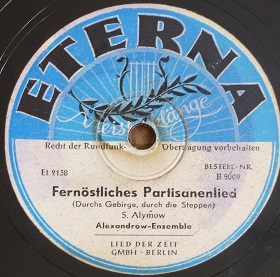 ETERNA
Recht der Rundfunk- Übertragung vorbehalten
BESTELL-NR.
Et 2138 B 5009
Fernöstliches Partisanenlied
(Durchs Gebirge, durch die Steppen)
S. Alymow
Alexandrow-Ensemble
LIED DER ZEIT
GMBH · BERLIN